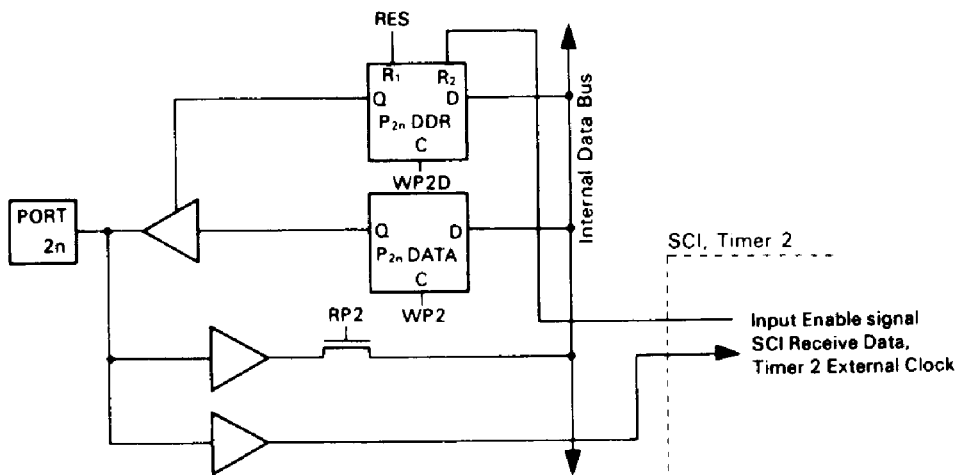 RES
R₁ R₂
Q D
P₂ₙ DDR
C
WP2D
Internal Data Bus
PORT
2n
Q D
P₂ₙ DATA
C
WP2
SCI, Timer 2
RP2
Input Enable signal
SCI Receive Data,
Timer 2 External Clock